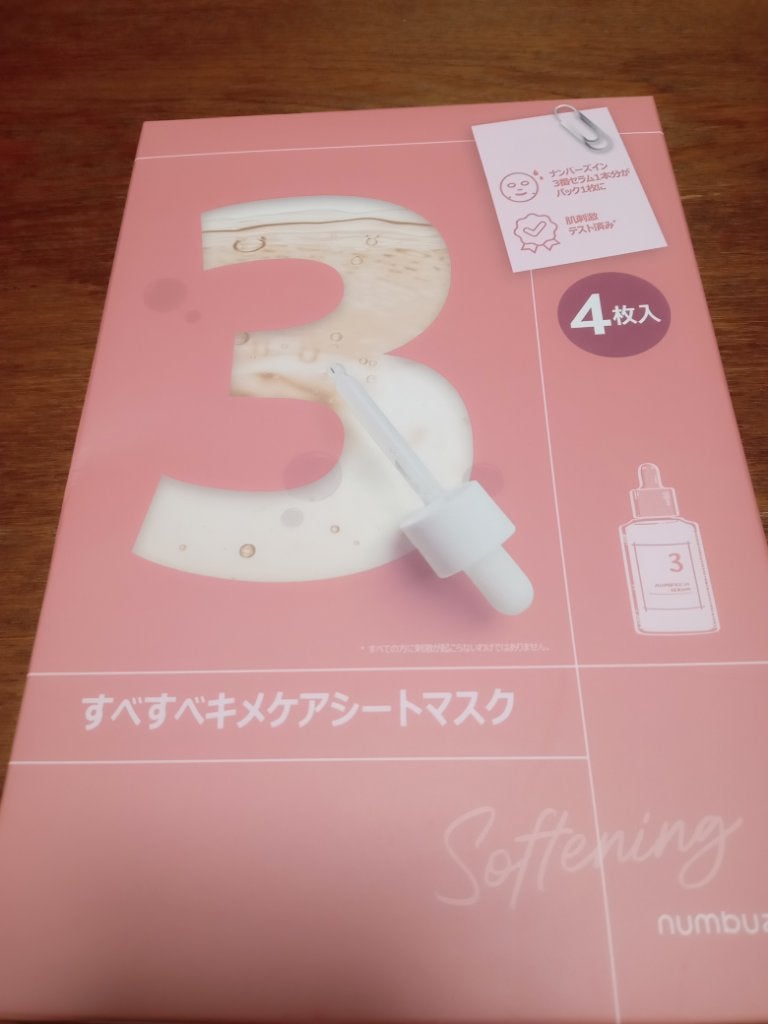 ナンバーズイン
3番セラム1本分が
パック1枚に
肌刺激
テスト済み*
4枚入
3
3
SERUM
* すべての方に刺激が起こらないわけではありません。
すべすべキメケアシートマスク
Softening
numbuz